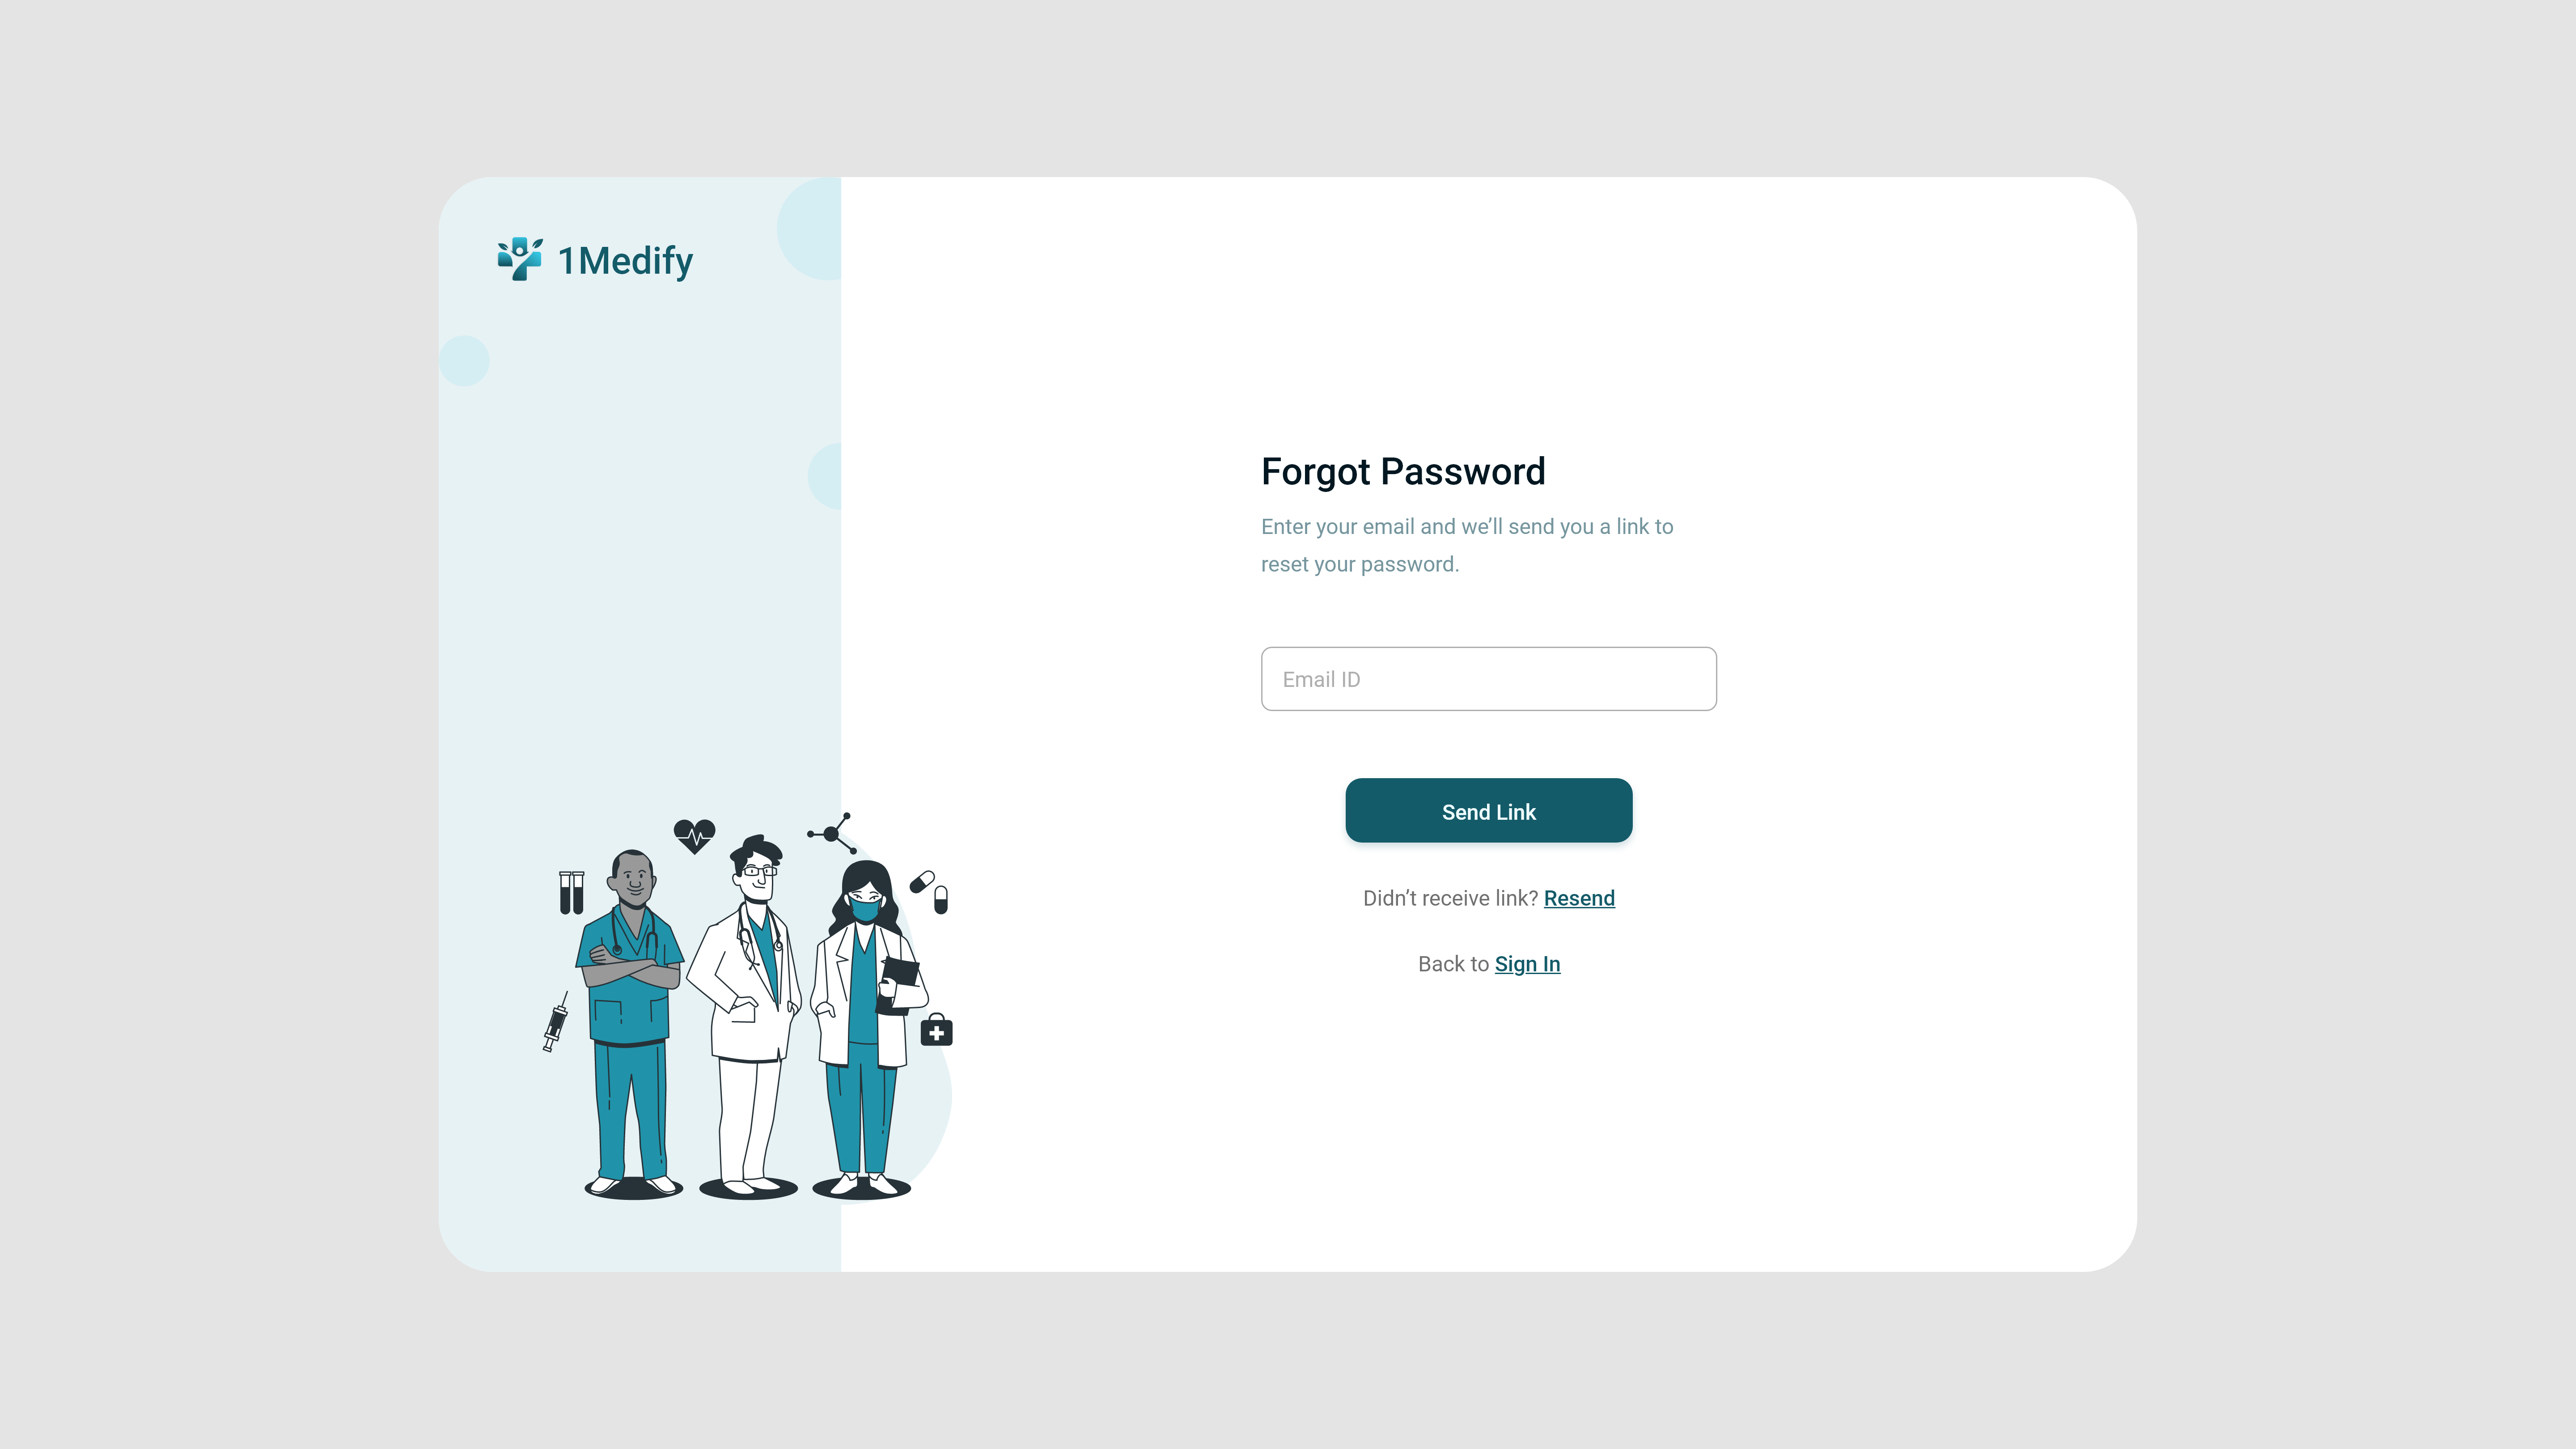 1Medify
Forgot Password
Enter your email and we’ll send you a link to
reset your password.
Email ID
Send Link
Didn’t receive link? Resend
Back to Sign In